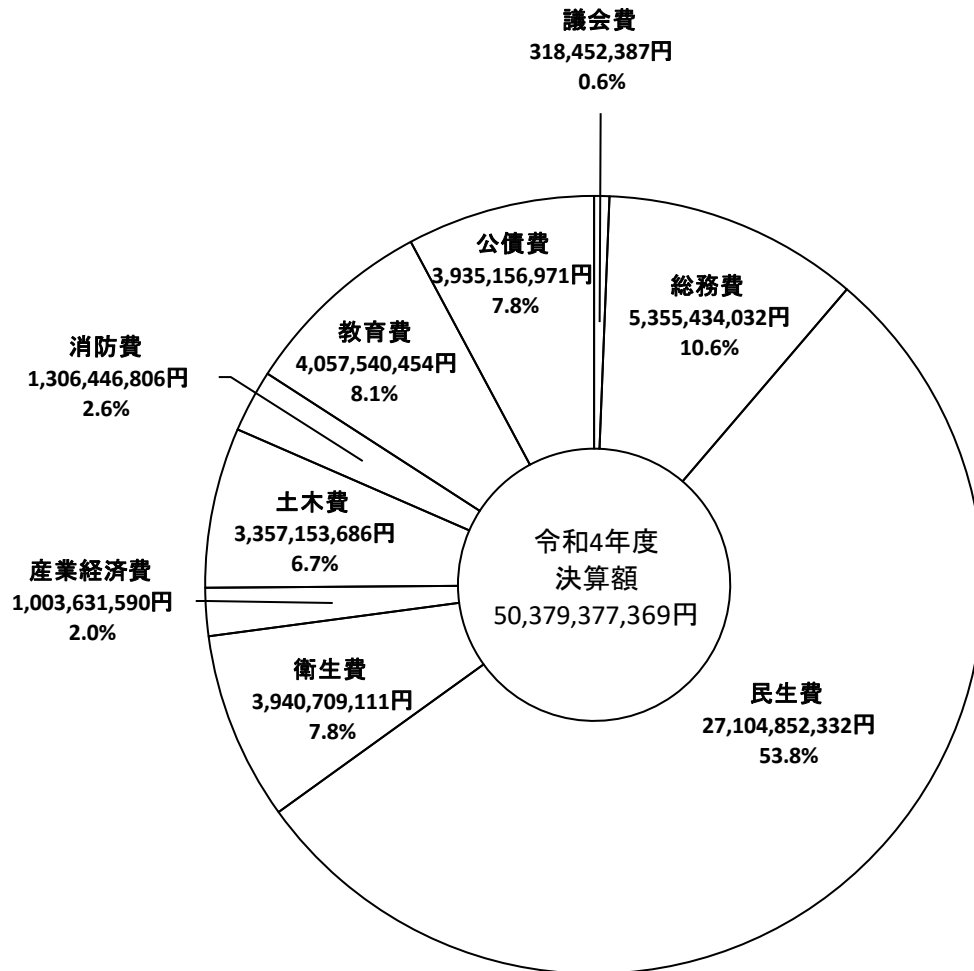 議会費
318,452,387円
0.6%
総務費
5,355,434,032円
10.6%
民生費
27,104,852,332円
53.8%
衛生費
3,940,709,111円
7.8%
産業経済費
1,003,631,590円
2.0%
土木費
3,357,153,686円
6.7%
消防費
1,306,446,806円
2.6%
教育費
4,057,540,454円
8.1%
公債費
3,935,156,971円
7.8%
令和4年度
決算額
50,379,377,369円